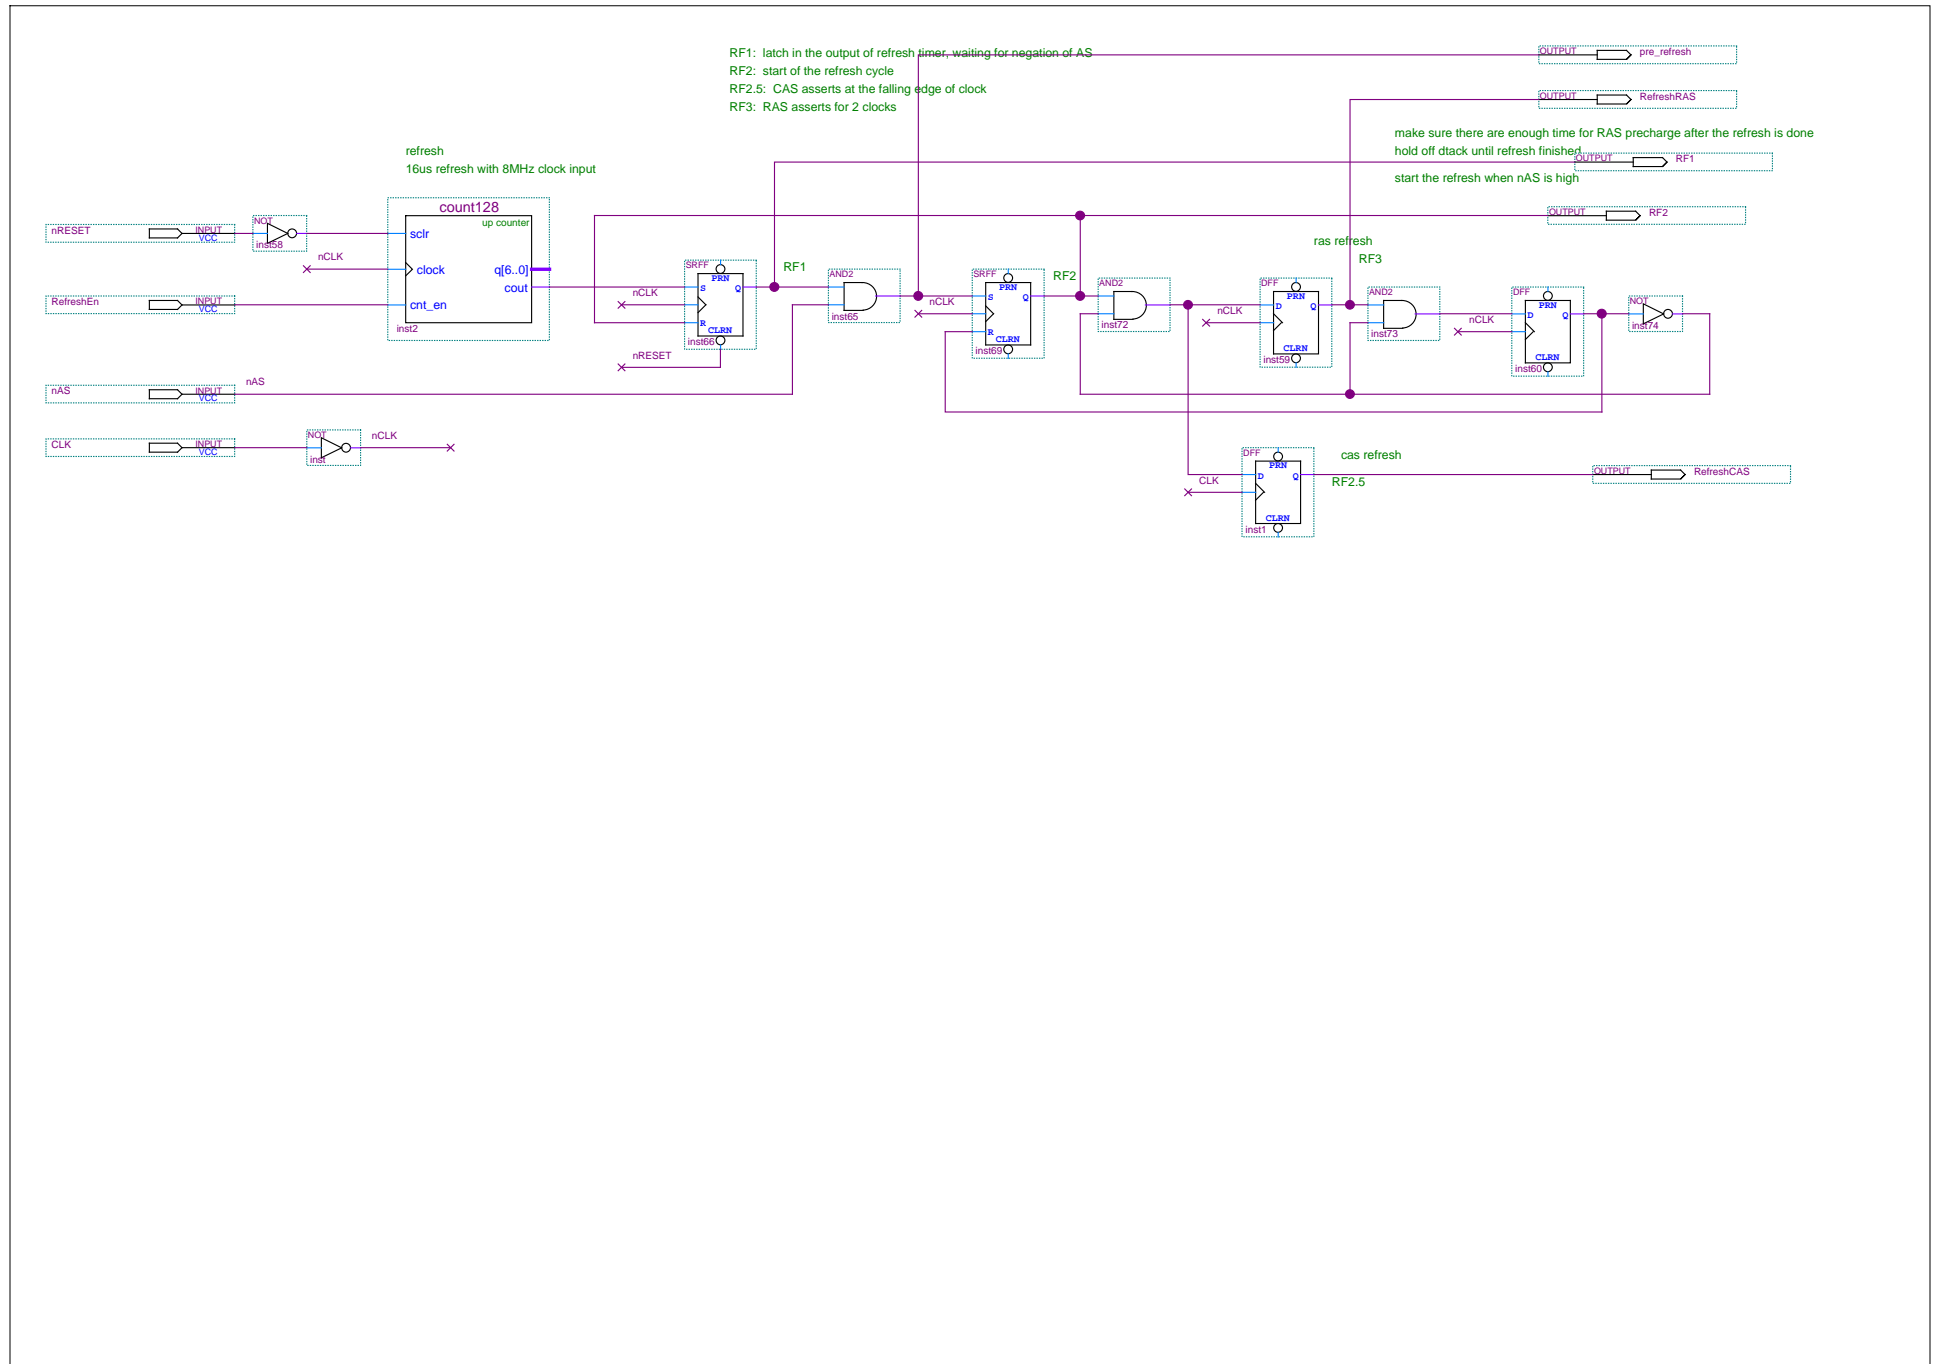 RF1: latch in the output of refresh timer, waiting for negation of AS
RF2: start of the refresh cycle
RF2.5: CAS asserts at the falling edge of clock
RF3: RAS asserts for 2 clocks
OUTPUT pre_refresh
OUTPUT RefreshRAS
make sure there are enough time for RAS precharge after the refresh is done
hold off dtack until refresh finished
OUTPUT RF1
start the refresh when nAS is high
OUTPUT RF2
refresh
16us refresh with 8MHz clock input
count128
up counter
sclr
clock
cnt_en
q[6..0]
cout
inst2
nRESET INPUT VCC
NOT
inst58
nCLK
RefreshEn INPUT VCC
nAS INPUT VCC
nAS
CLK INPUT VCC
NOT
inst
nCLK
SRFF
PRN
S Q
R
CLRN
inst66
nCLK
nRESET
RF1
AND2
inst65
SRFF
PRN
S Q
R
CLRN
inst69
nCLK
RF2
AND2
inst72
ras refresh
RF3
DFF
PRN
D Q
CLRN
inst59
nCLK
AND2
inst73
DFF
PRN
D Q
CLRN
inst60
nCLK
NOT
inst74
DFF
PRN
D Q
CLRN
inst1
CLK
cas refresh
RF2.5
OUTPUT RefreshCAS